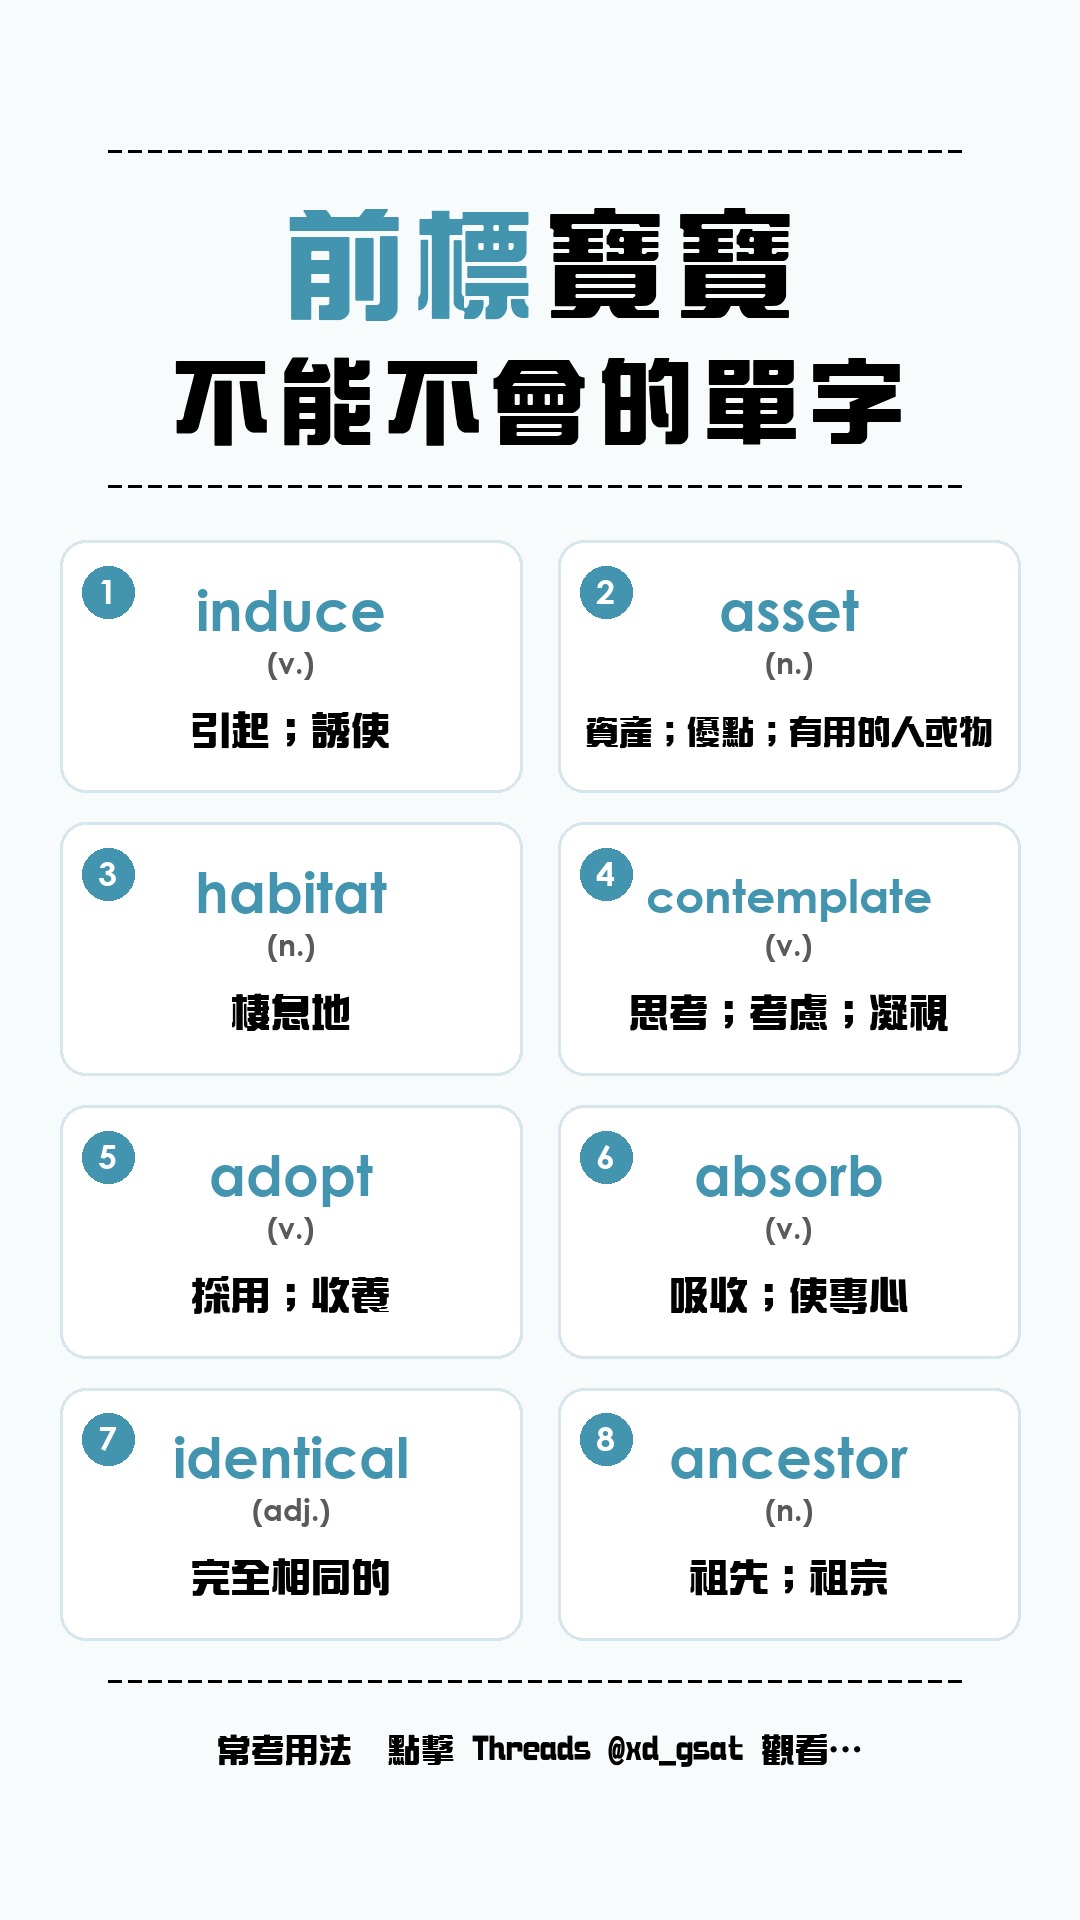 前標寶寶
不能不會的單字
1
induce
(v.)
引起；誘使
2
asset
(n.)
資產；優點；有用的人或物
3
habitat
(n.)
棲息地
4
contemplate
(v.)
思考；考慮；凝視
5
adopt
(v.)
採用；收養
6
absorb
(v.)
吸收；使專心
7
identical
(adj.)
完全相同的
8
ancestor
(n.)
祖先；祖宗
常考用法 點擊 Threads @xd_gsat 觀看…